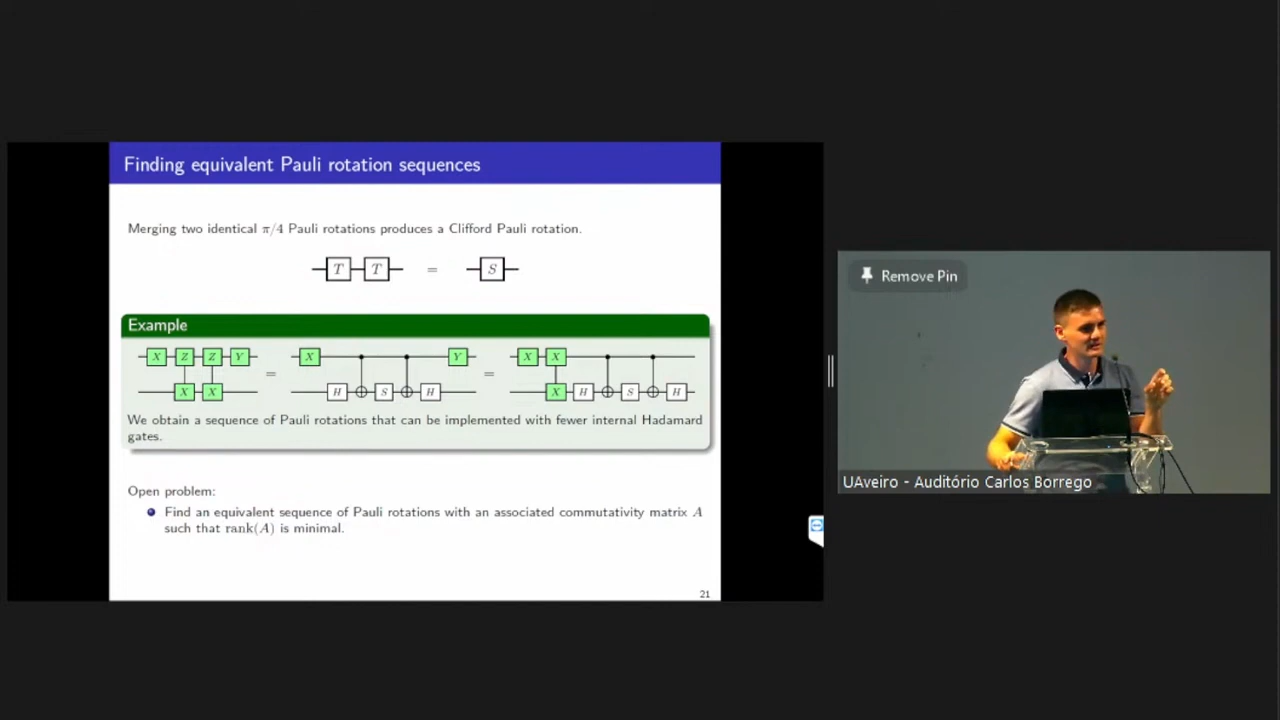 Finding equivalent Pauli rotation sequences
Merging two identical π/4 Pauli rotations produces a Clifford Pauli rotation.
T T = S
Example
X Z Z Y = X Y = X X
X X H S H X H S H
We obtain a sequence of Pauli rotations that can be implemented with fewer internal Hadamard
gates.
Open problem:
Find an equivalent sequence of Pauli rotations with an associated commutativity matrix A
such that rank(A) is minimal.
21
Remove Pin
UAveiro - Auditório Carlos Borrego